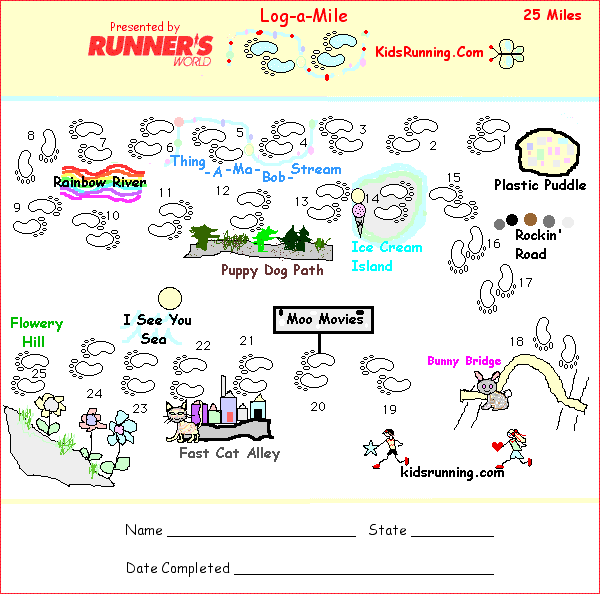 Log-a-Mile
25 Miles
Presented by
RUNNER'S
WORLD
KidsRunning.Com
8
7
6
5
4
3
2
1
Thing
-A-Ma-
Bob-
Stream
Rainbow River
Plastic Puddle
9
10
11
12
13
14
15
16
17
Puppy Dog Path
Ice Cream
Island
Rockin'
Road
Flowery
Hill
I See You
Sea
Moo Movies
Bunny Bridge
18
25
24
23
22
21
20
19
Fast Cat Alley
kidsrunning.com
Name ________ State ________
Date Completed ________